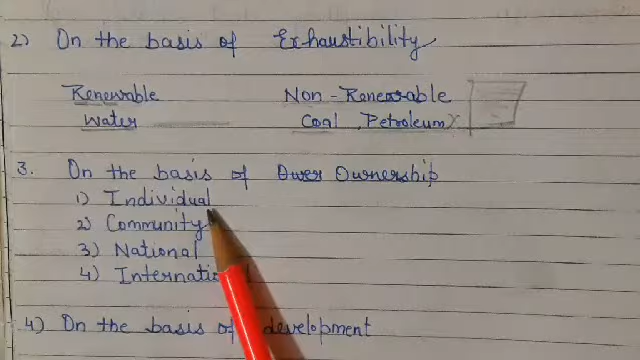 2) On the basis of Exhaustibility
Renewable Non-Renewable
Water Coal, Petroleum
3. On the basis of Ownership
1) Individual
2) Community
3) National
4)
4) On the basis of development